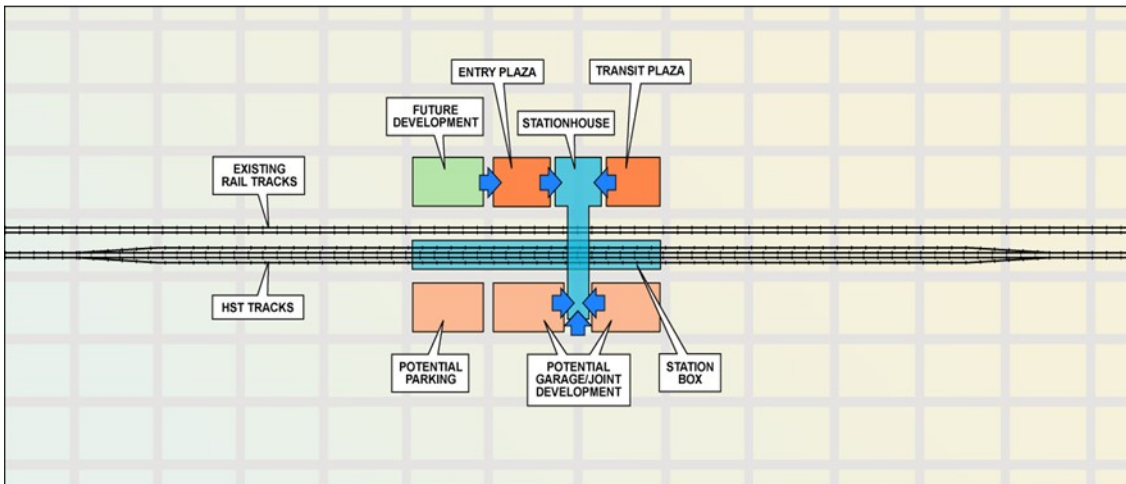 ENTRY PLAZA
TRANSIT PLAZA
FUTURE
DEVELOPMENT
STATIONHOUSE
EXISTING
RAIL TRACKS
HST TRACKS
POTENTIAL
PARKING
POTENTIAL
GARAGE/JOINT
DEVELOPMENT
STATION
BOX